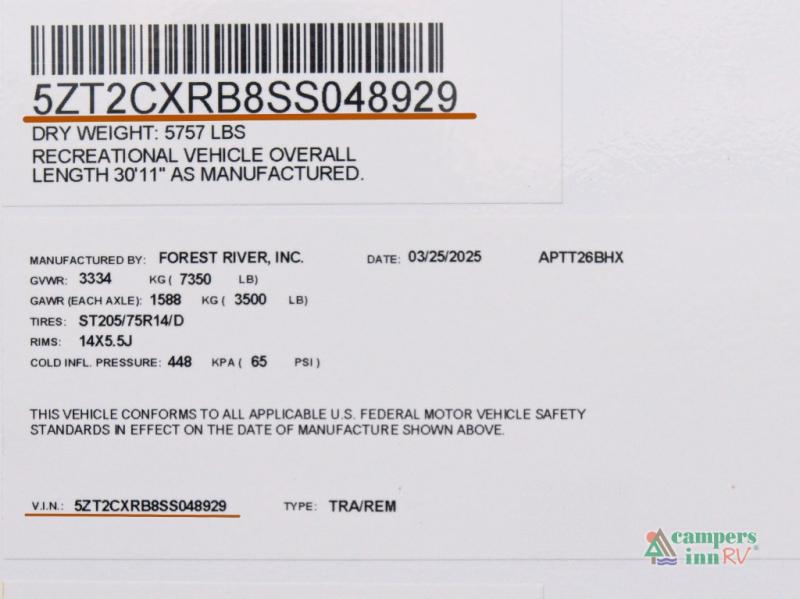 5ZT2CXRB8SS048929
DRY WEIGHT: 5757 LBS
RECREATIONAL VEHICLE OVERALL
LENGTH 30'11" AS MANUFACTURED.
MANUFACTURED BY: FOREST RIVER, INC. DATE: 03/25/2025 APTT26BHX
GVWR: 3334 KG ( 7350 LB)
GAWR (EACH AXLE): 1588 KG ( 3500 LB)
TIRES: ST205/75R14/D
RIMS: 14X5.5J
COLD INFL. PRESSURE: 448 KPA ( 65 PSI )
THIS VEHICLE CONFORMS TO ALL APPLICABLE U.S. FEDERAL MOTOR VEHICLE SAFETY
STANDARDS IN EFFECT ON THE DATE OF MANUFACTURE SHOWN ABOVE.
V.I.N.: 5ZT2CXRB8SS048929 TYPE: TRA/REM
campers
inn RV®